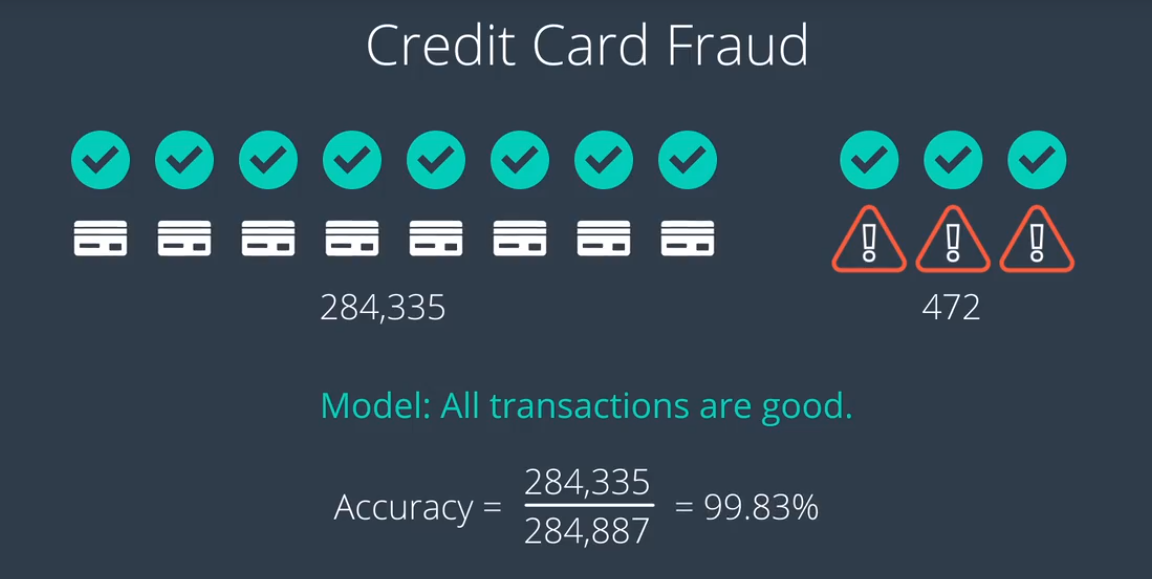 Credit Card Fraud
284,335
472
Model: All transactions are good.
Accuracy = 284,335 / 284,887 = 99.83%